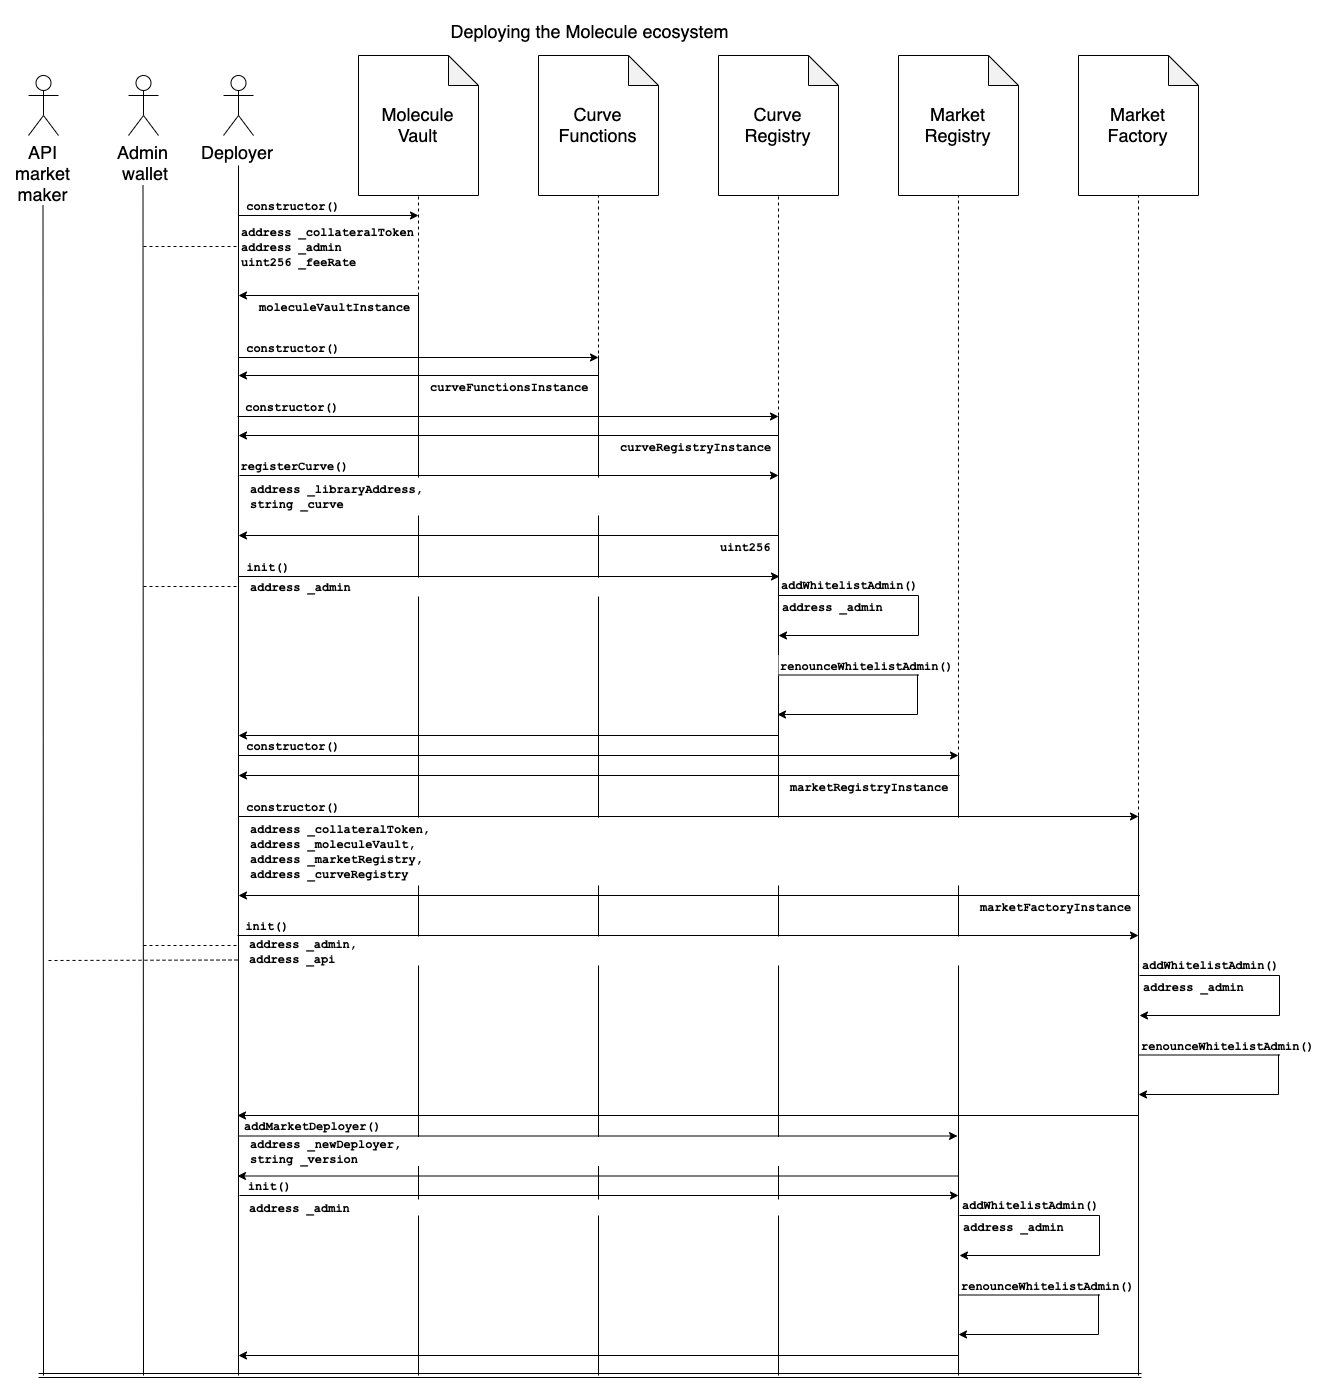 Deploying the Molecule ecosystem
API
market
maker
Admin
wallet
Deployer
Molecule
Vault
Curve
Functions
Curve
Registry
Market
Registry
Market
Factory
constructor()
address _collateralToken
address _admin
uint256 _feeRate
moleculeVaultInstance
constructor()
curveFunctionsInstance
constructor()
curveRegistryInstance
registerCurve()
address _libraryAddress,
string _curve
uint256
init()
address _admin
addWhitelistAdmin()
address _admin
renounceWhitelistAdmin()
constructor()
marketRegistryInstance
constructor()
address _collateralToken,
address _moleculeVault,
address _marketRegistry,
address _curveRegistry
marketFactoryInstance
init()
address _admin,
address _api
addWhitelistAdmin()
address _admin
renounceWhitelistAdmin()
addMarketDeployer()
address _newDeployer,
string _version
init()
address _admin
addWhitelistAdmin()
address _admin
renounceWhitelistAdmin()